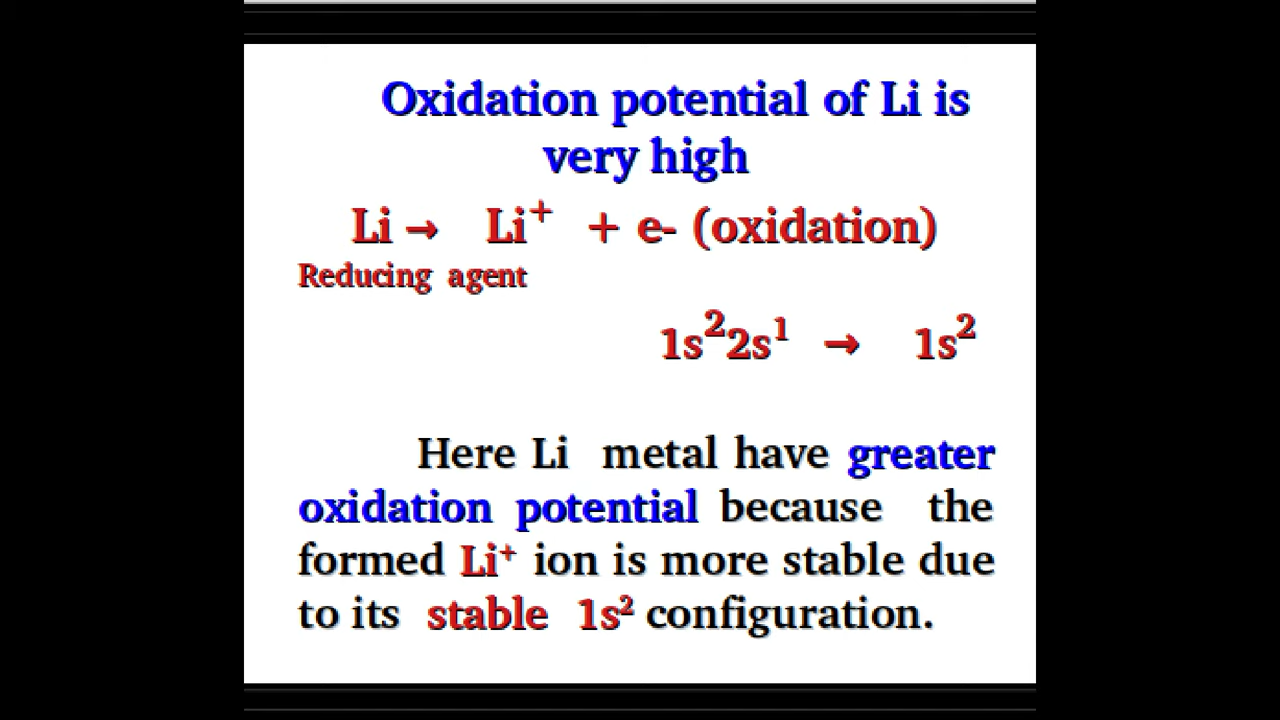 Oxidation potential of Li is
very high
Li → Li⁺ + e- (oxidation)
Reducing agent
1s²2s¹ → 1s²
Here Li metal have greater
oxidation potential because the
formed Li⁺ ion is more stable due
to its stable 1s² configuration.